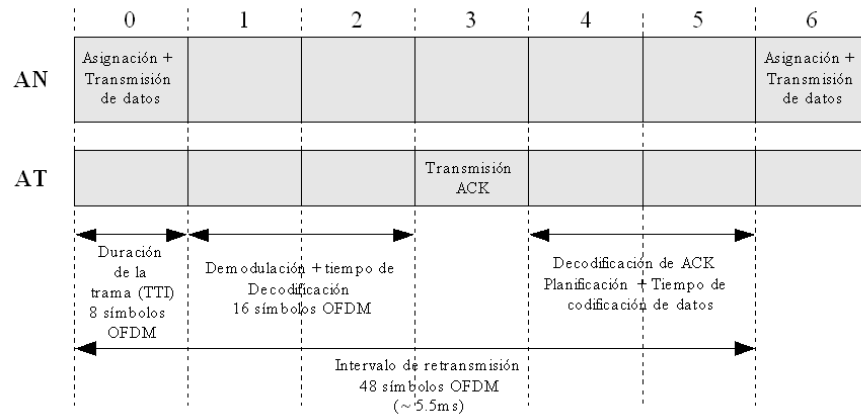 0 1 2 3 4 5 6
AN
Asignación +
Transmisión
de datos
Asignación +
Transmisión
de datos
AT
Transmisión
ACK
Duración
de la
trama (TTI)
8 símbolos
OFDM
Demodulación + tiempo de
Decodificación
16 símbolos OFDM
Decodificación de ACK
Planificación + Tiempo de
codificación de datos
Intervalo de retransmisión
48 símbolos OFDM
(~ 5.5ms)